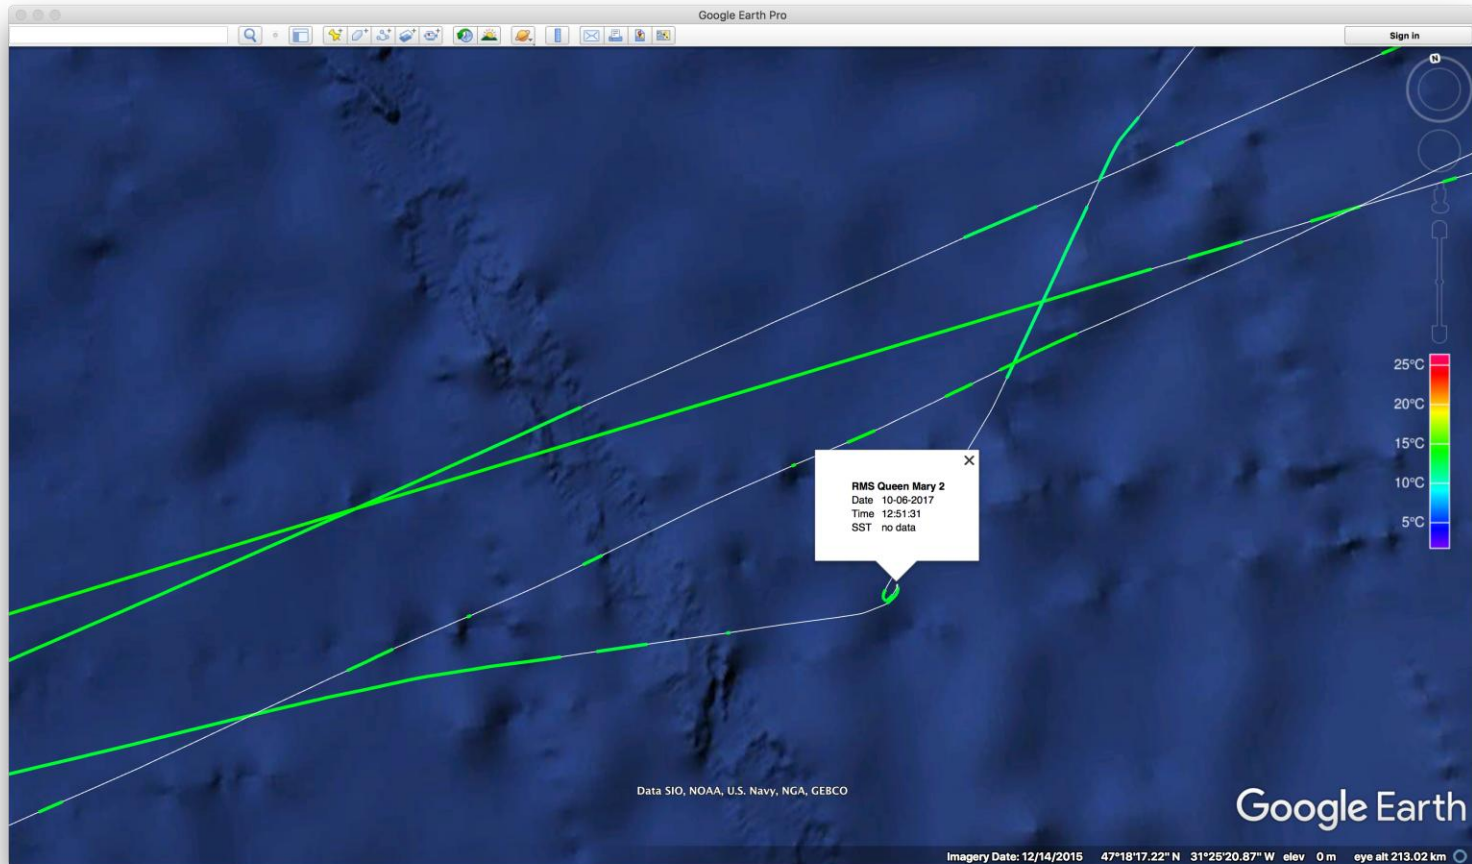 Google Earth Pro
Sign in
N
RMS Queen Mary 2
Date 10-06-2017
Time 12:51:31
SST no data
25°C
20°C
15°C
10°C
5°C
Data SIO, NOAA, U.S. Navy, NGA, GEBCO
Google Earth
Imagery Date: 12/14/2015 47°18'17.22" N 31°25'20.87" W elev 0 m eye alt 213.02 km